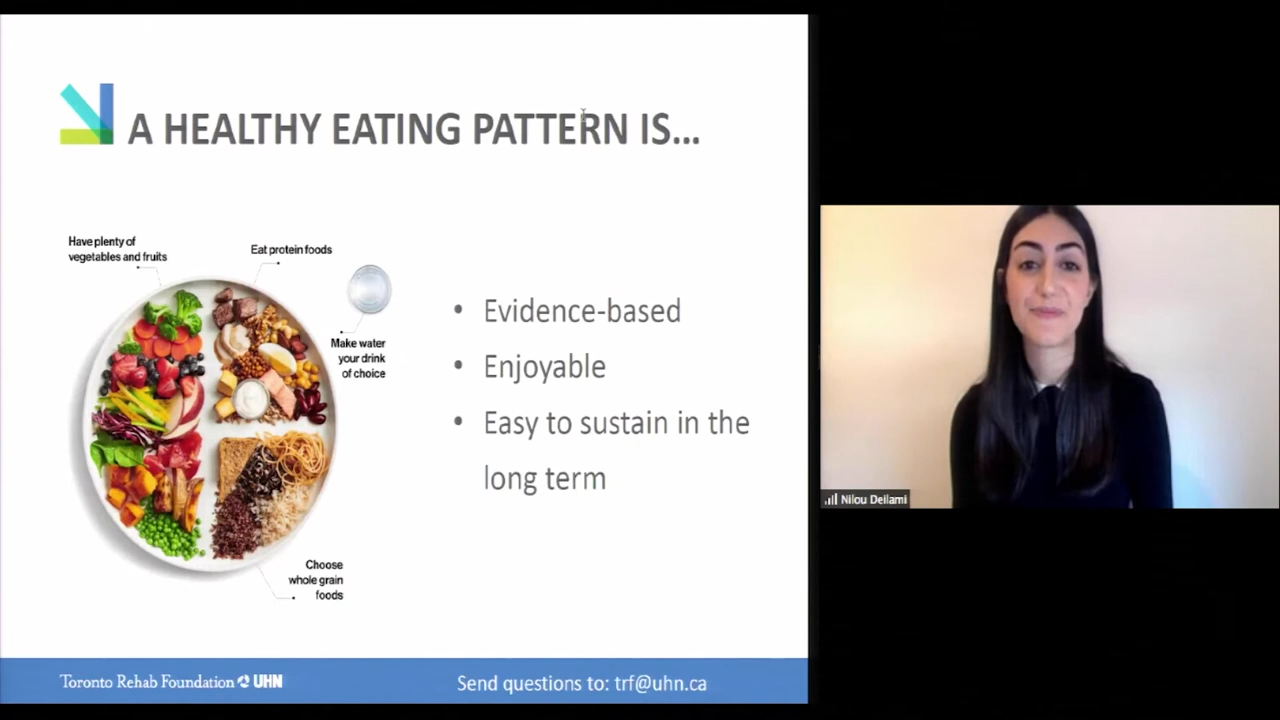 A HEALTHY EATING PATTERN IS...
Have plenty of
vegetables and fruits
Eat protein foods
Make water
your drink
of choice
Choose
whole grain
foods
• Evidence-based
• Enjoyable
• Easy to sustain in the
long term
Toronto Rehab Foundation UHN
Send questions to: trf@uhn.ca
Nilou Deilami